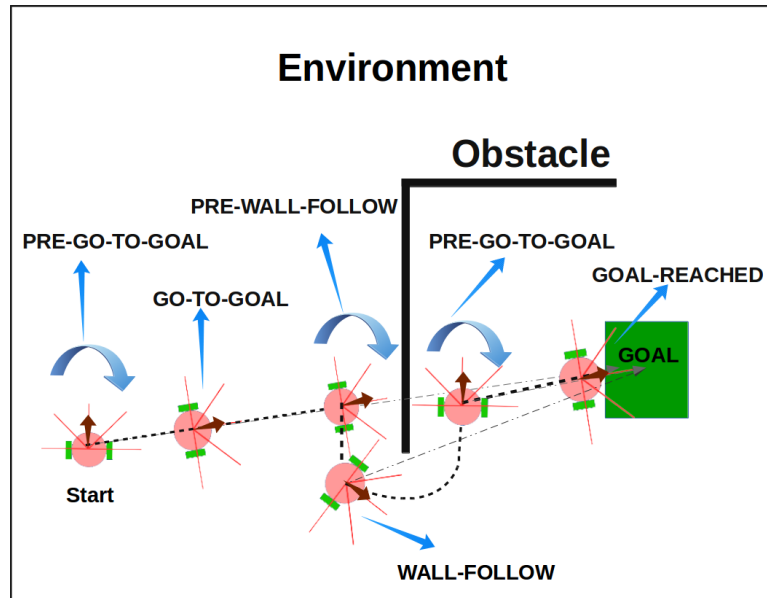 Environment
Obstacle
PRE-WALL-FOLLOW
PRE-GO-TO-GOAL
PRE-GO-TO-GOAL
GO-TO-GOAL
GOAL-REACHED
GOAL
Start
WALL-FOLLOW